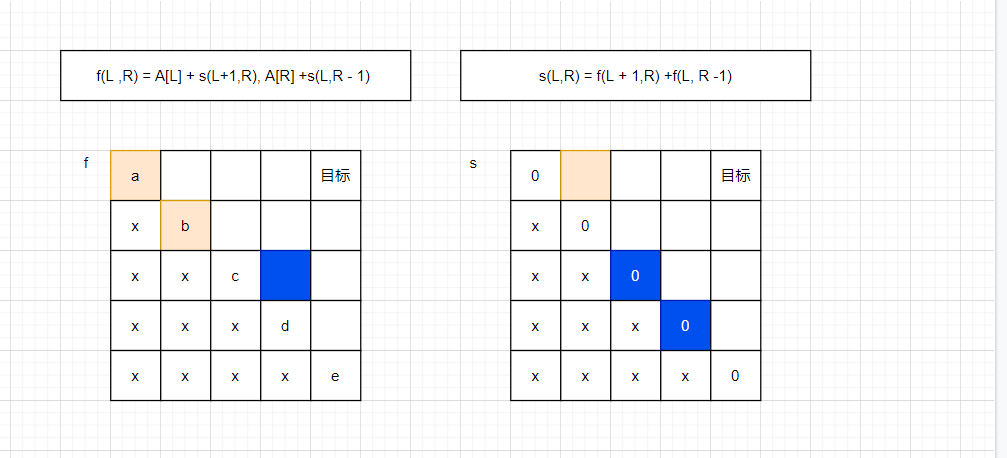 f(L ,R) = A[L] + s(L+1,R), A[R] +s(L,R - 1)
s(L,R) = f(L + 1,R) +f(L, R -1)
f
a 目标
x b
x x c
x x x d
x x x x e
s
0 目标
x 0
x x 0
x x x 0
x x x x 0